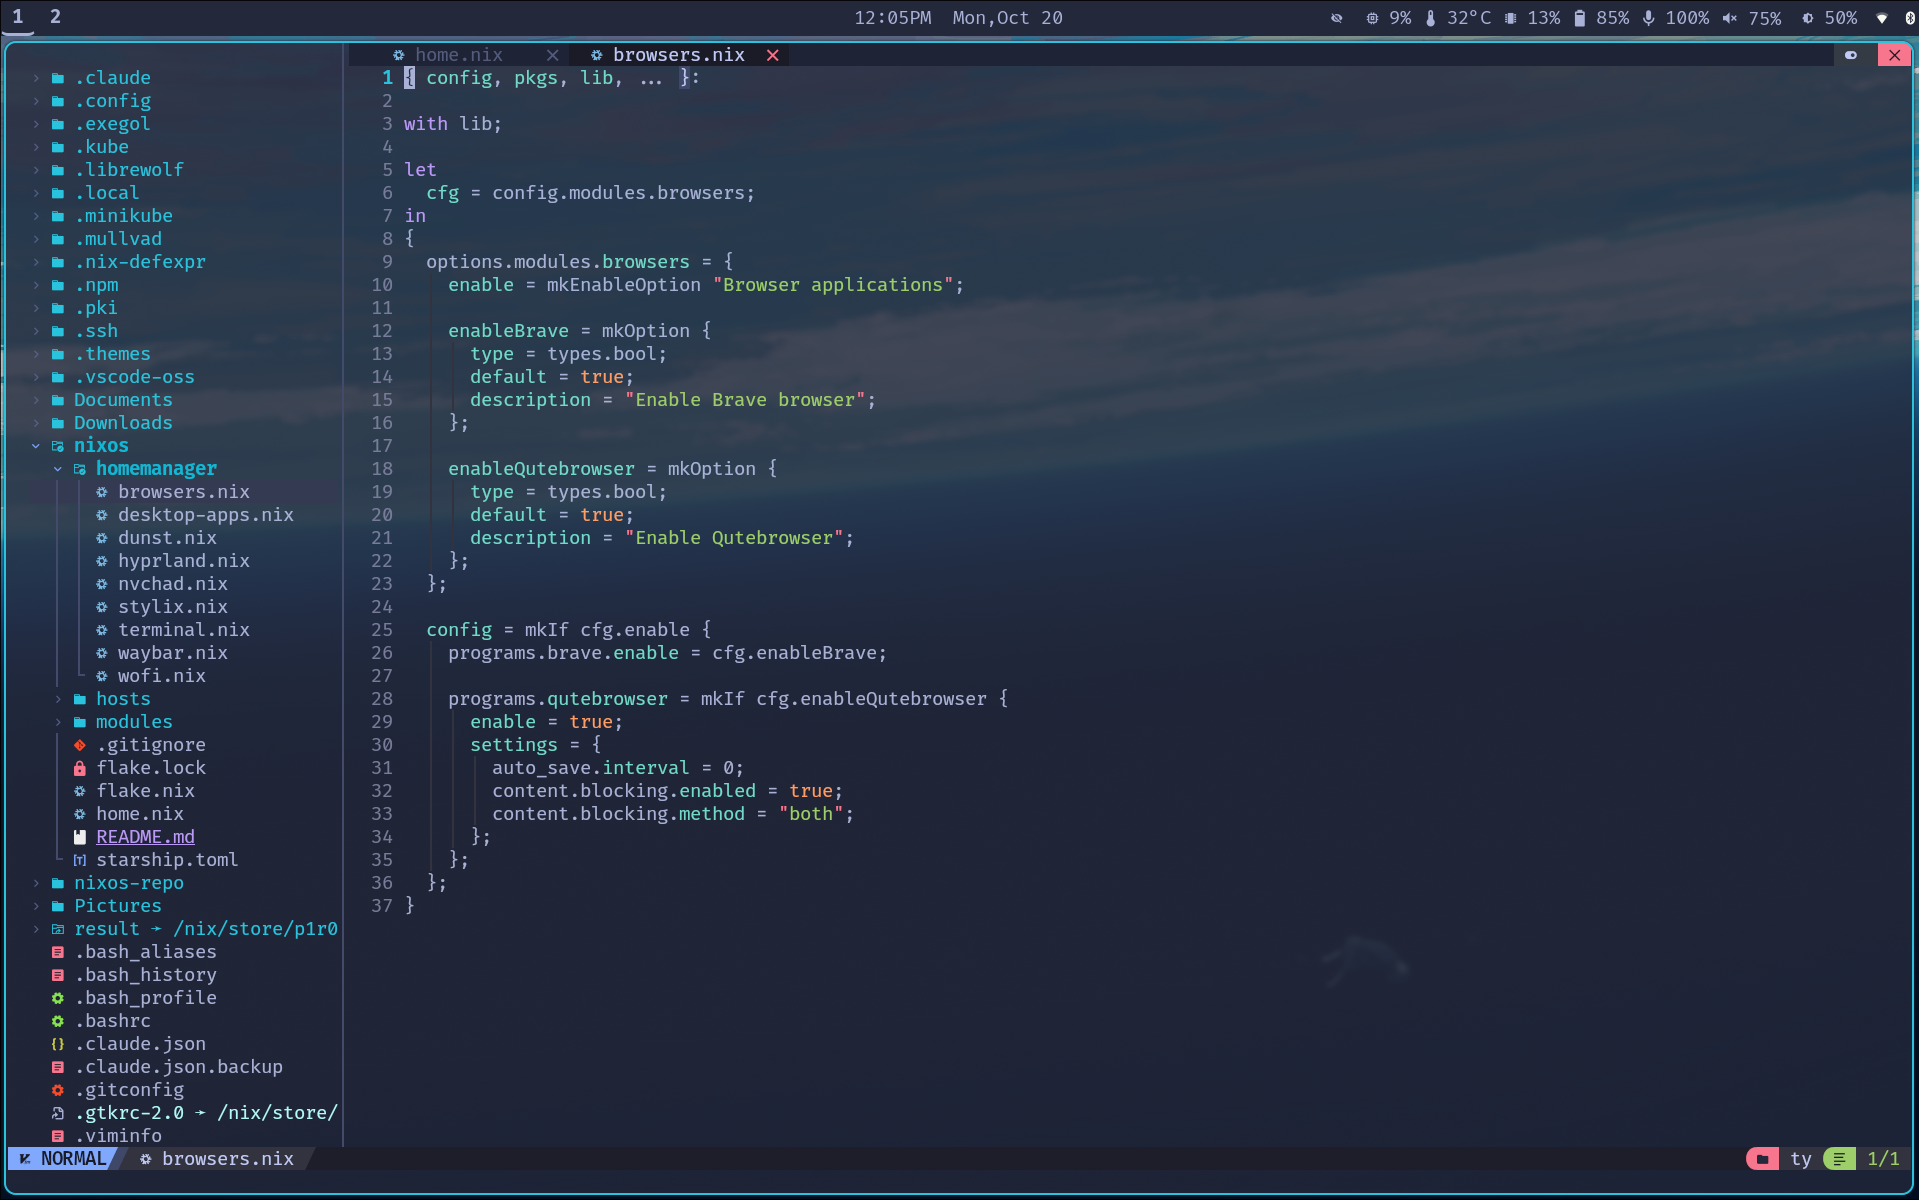 1 2 12:05PM Mon,Oct 20 9% 32°C 13% 85% 100% 75% 50%
home.nix browsers.nix
.claude
.config
.exegol
.kube
.librewolf
.local
.minikube
.mullvad
.nix-defexpr
.npm
.pki
.ssh
.themes
.vscode-oss
Documents
Downloads
nixos
homemanager
browsers.nix
desktop-apps.nix
dunst.nix
hyprland.nix
nvchad.nix
stylix.nix
terminal.nix
waybar.nix
wofi.nix
hosts
modules
.gitignore
flake.lock
flake.nix
home.nix
README.md
starship.toml
nixos-repo
Pictures
result → /nix/store/p1r0
.bash_aliases
.bash_history
.bash_profile
.bashrc
.claude.json
.claude.json.backup
.gitconfig
.gtkrc-2.0 → /nix/store/
.viminfo
1 { config, pkgs, lib, ... }:
2
3 with lib;
4
5 let
6   cfg = config.modules.browsers;
7 in
8 {
9   options.modules.browsers = {
10     enable = mkEnableOption "Browser applications";
11
12     enableBrave = mkOption {
13       type = types.bool;
14       default = true;
15       description = "Enable Brave browser";
16     };
17
18     enableQutebrowser = mkOption {
19       type = types.bool;
20       default = true;
21       description = "Enable Qutebrowser";
22     };
23   };
24
25   config = mkIf cfg.enable {
26     programs.brave.enable = cfg.enableBrave;
27
28     programs.qutebrowser = mkIf cfg.enableQutebrowser {
29       enable = true;
30       settings = {
31         auto_save.interval = 0;
32         content.blocking.enabled = true;
33         content.blocking.method = "both";
34       };
35     };
36   };
37 }
NORMAL browsers.nix ty 1/1